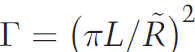 Γ = (πL/R̃)²